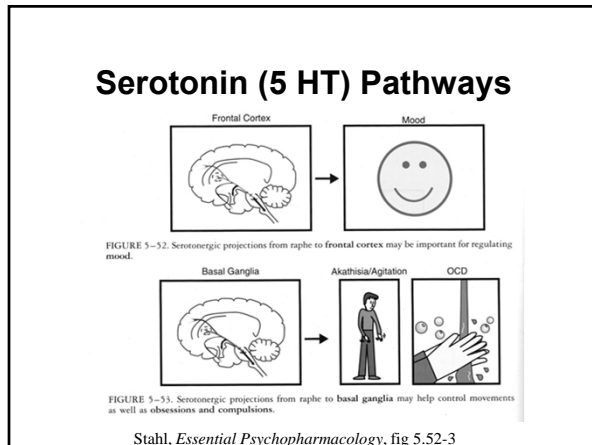 Serotonin (5 HT) Pathways
Frontal Cortex
Mood
FIGURE 5–52. Serotonergic projections from raphe to frontal cortex may be important for regulating
mood.
Basal Ganglia
Akathisia/Agitation
OCD
FIGURE 5–53. Serotonergic projections from raphe to basal ganglia may help control movements
as well as obsessions and compulsions.
Stahl, Essential Psychopharmacology, fig 5.52-3